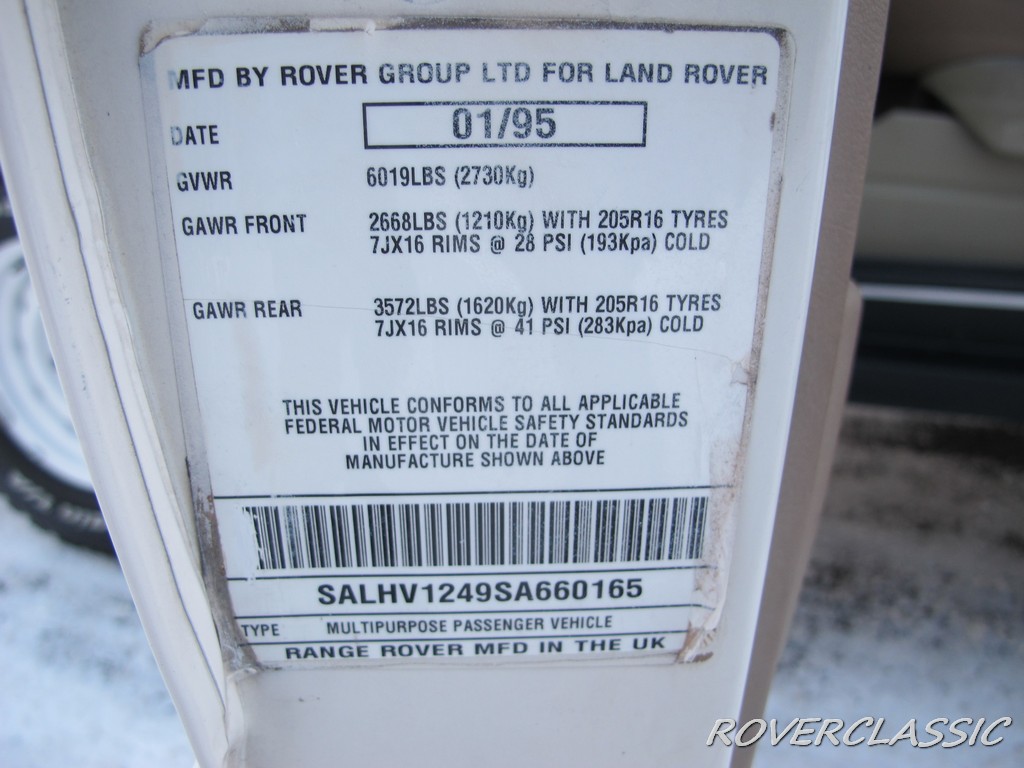 MFD BY ROVER GROUP LTD FOR LAND ROVER
DATE 01/95
GVWR 6019LBS (2730Kg)
GAWR FRONT 2668LBS (1210Kg) WITH 205R16 TYRES
7JX16 RIMS @ 28 PSI (193Kpa) COLD
GAWR REAR 3572LBS (1620Kg) WITH 205R16 TYRES
7JX16 RIMS @ 41 PSI (283Kpa) COLD
THIS VEHICLE CONFORMS TO ALL APPLICABLE
FEDERAL MOTOR VEHICLE SAFETY STANDARDS
IN EFFECT ON THE DATE OF
MANUFACTURE SHOWN ABOVE
SALHV1249SA660165
TYPE MULTIPURPOSE PASSENGER VEHICLE
RANGE ROVER MFD IN THE UK
ROVERCLASSIC